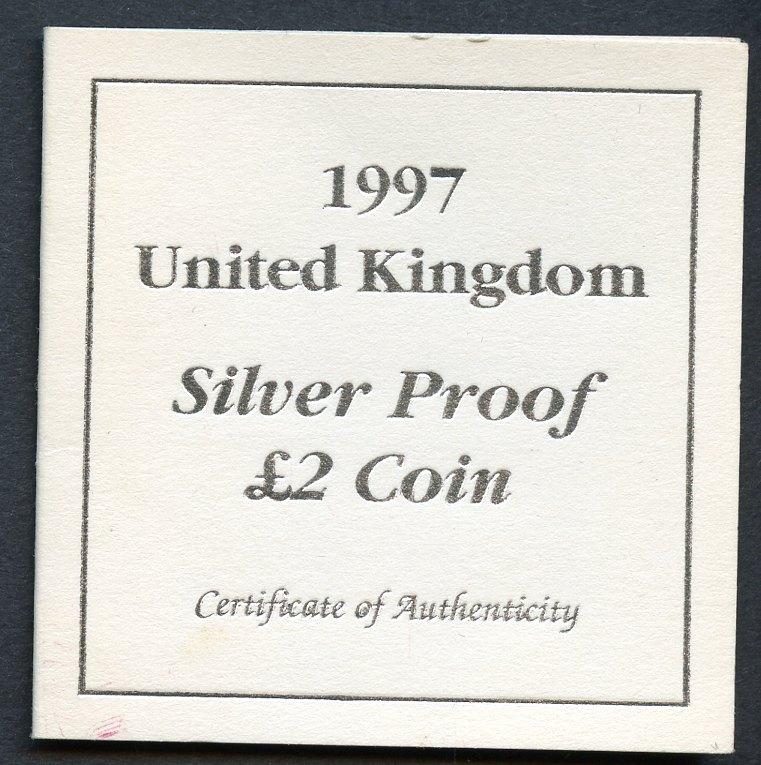 1997
United Kingdom
Silver Proof
£2 Coin
Certificate of Authenticity